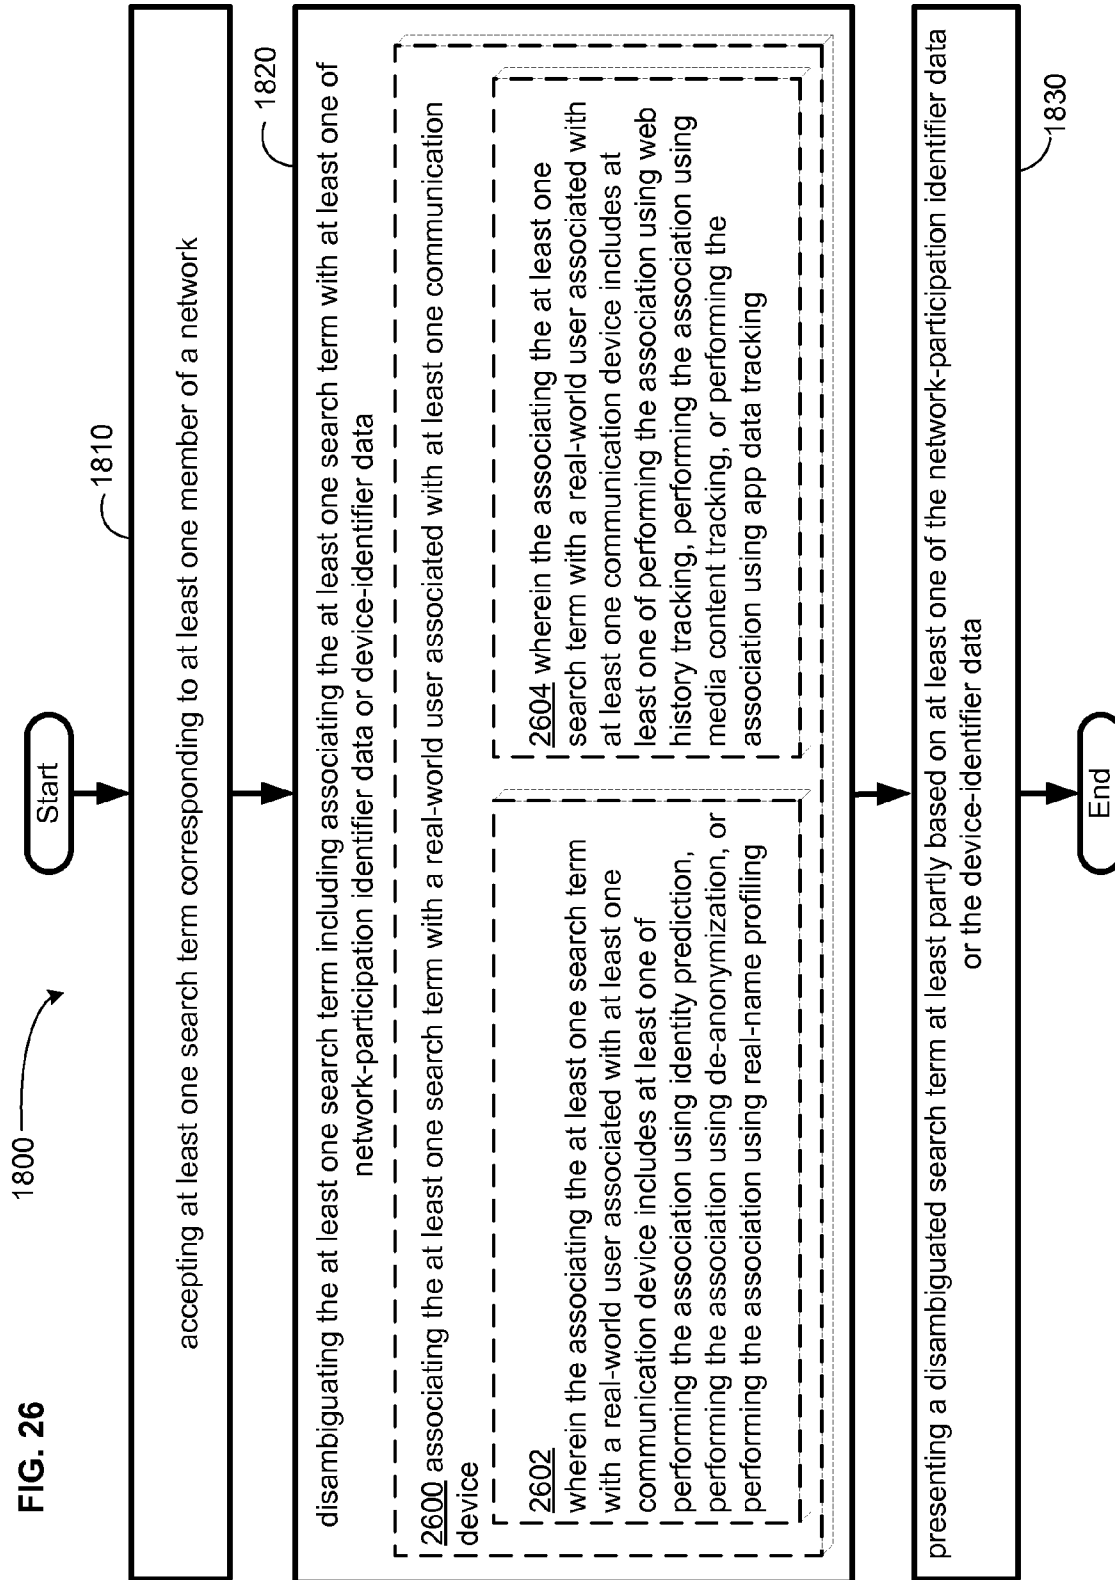 FIG. 26
1800
Start
1810
accepting at least one search term corresponding to at least one member of a network
1820
disambiguating the at least one search term including associating the at least one search term with at least one of
network-participation identifier data or device-identifier data
2600 associating the at least one search term with a real-world user associated with at least one communication
device
2602
wherein the associating the at least one search term
with a real-world user associated with at least one
communication device includes at least one of
performing the association using identity prediction,
performing the association using de-anonymization, or
performing the association using real-name profiling
2604 wherein the associating the at least one
search term with a real-world user associated with
at least one communication device includes at
least one of performing the association using web
history tracking, performing the association using
media content tracking, or performing the
association using app data tracking
1830
presenting a disambiguated search term at least partly based on at least one of the network-participation identifier data
or the device-identifier data
End